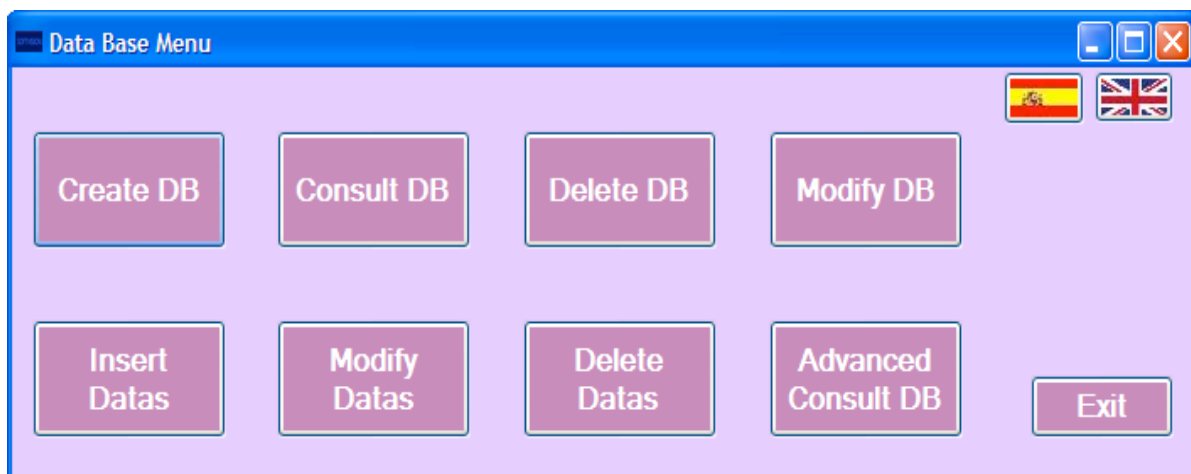 Data Base Menu
Create DB
Consult DB
Delete DB
Modify DB
Insert
Datas
Modify
Datas
Delete
Datas
Advanced
Consult DB
Exit